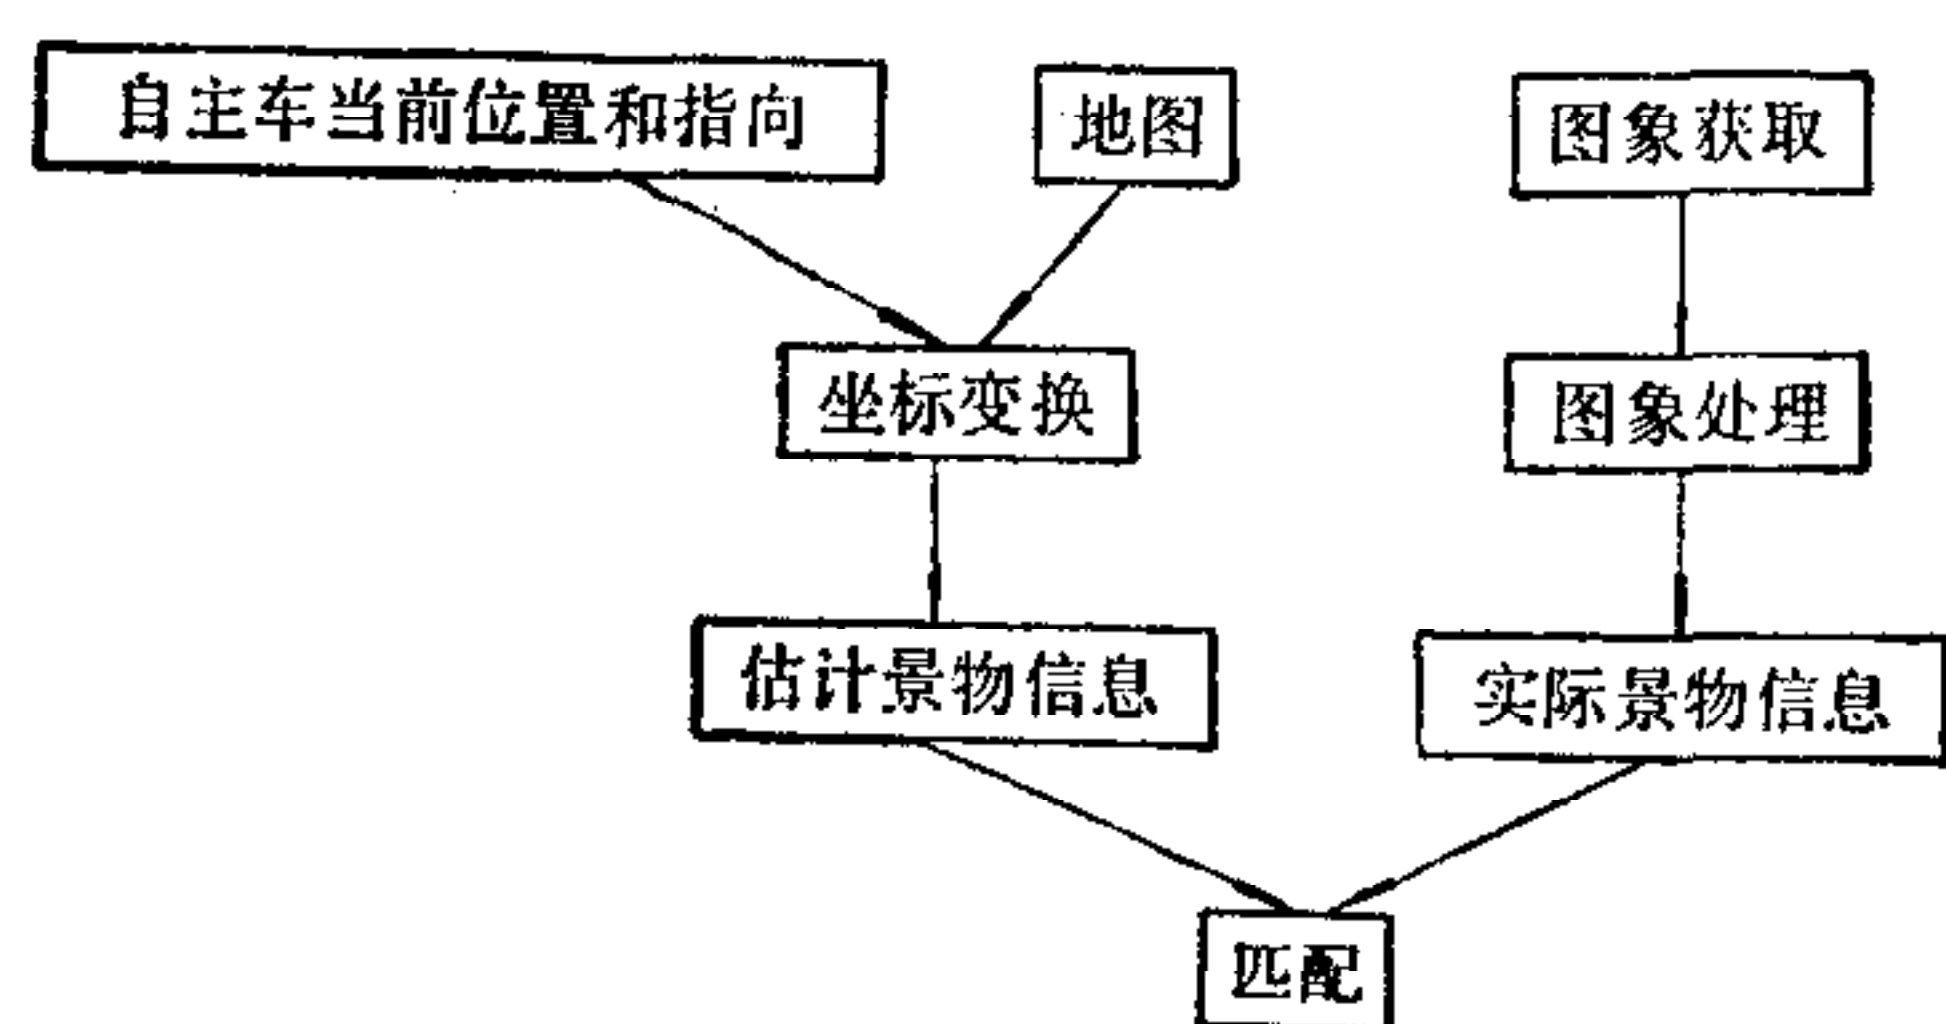 自主车当前位置和指向
地图
图象获取
坐标变换
图象处理
估计景物信息
实际景物信息
匹配